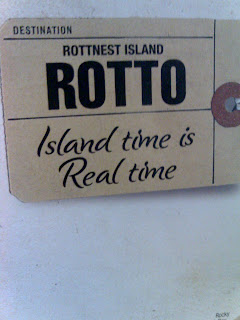 DESTINATION
ROTTNEST ISLAND
ROTTO
Island time is
Real time